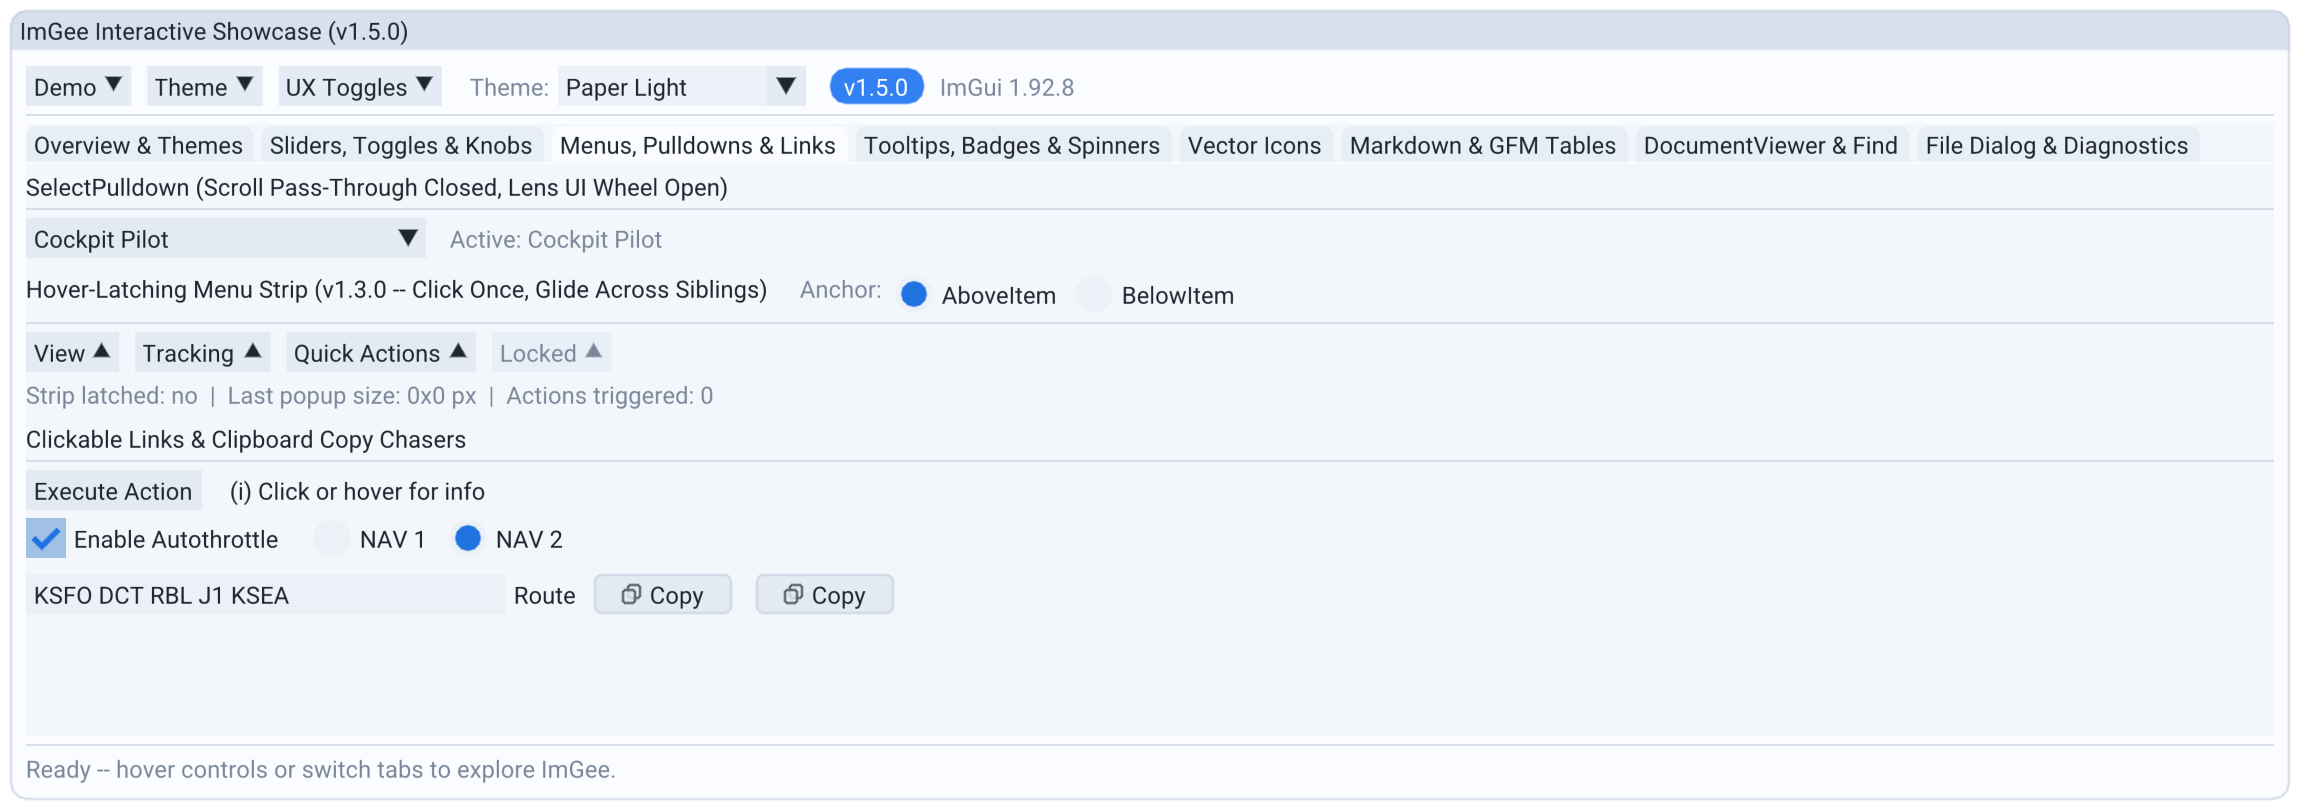 ImGee Interactive Showcase (v1.5.0)
Demo Theme UX Toggles Theme: Paper Light v1.5.0 ImGui 1.92.8
Overview & Themes Sliders, Toggles & Knobs Menus, Pulldowns & Links Tooltips, Badges & Spinners Vector Icons Markdown & GFM Tables DocumentViewer & Find File Dialog & Diagnostics
SelectPulldown (Scroll Pass-Through Closed, Lens UI Wheel Open)
Cockpit Pilot Active: Cockpit Pilot
Hover-Latching Menu Strip (v1.3.0 -- Click Once, Glide Across Siblings) Anchor: AboveItem BelowItem
View Tracking Quick Actions Locked
Strip latched: no | Last popup size: 0x0 px | Actions triggered: 0
Clickable Links & Clipboard Copy Chasers
Execute Action (i) Click or hover for info
Enable Autothrottle NAV 1 NAV 2
KSFO DCT RBL J1 KSEA Route Copy Copy
Ready -- hover controls or switch tabs to explore ImGee.